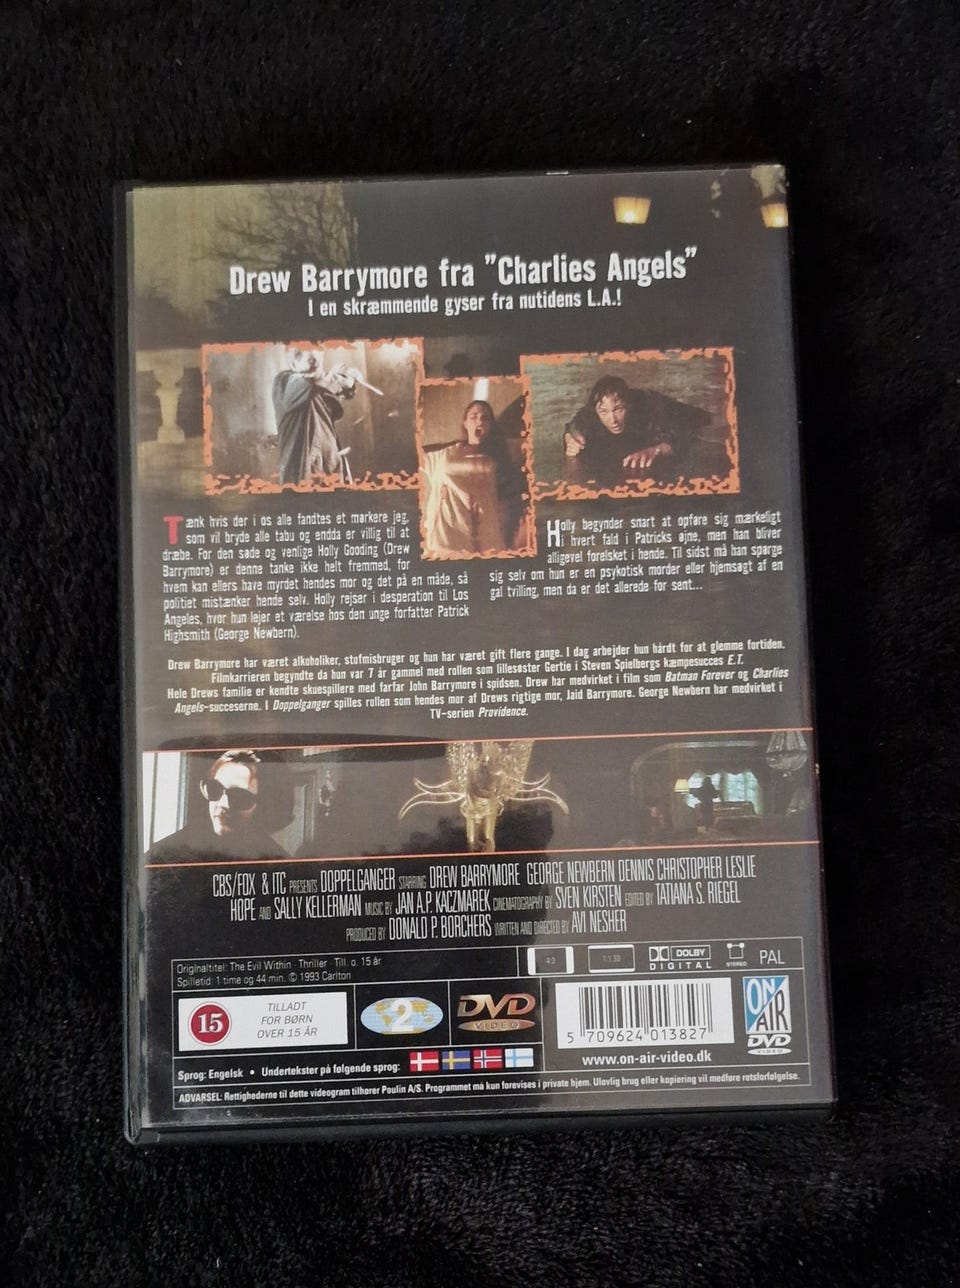 Drew Barrymore fra "Charlies Angels"
I en skræmmende gyser fra nutidens L.A.!
Tænk hvis der i os alle fandtes et mørkere jeg,
som vil bryde alle tabu og endda er villig til at
dræbe. For den søde og venlige Holly Gooding (Drew
Barrymore) er denne tanke ikke helt fremmed, for
hvem kan ellers have myrdet hendes mor og det på en måde, så
politiet mistænker hende selv. Holly rejser i desperation til Los
Angeles, hvor hun lejer et værelse hos den unge forfatter Patrick
Highsmith (George Newbern).
Holly begynder snart at opføre sig mærkeligt
i hvert fald i Patricks øjne, men han bliver
alligevel forelsket i hende. Til sidst må han spørge
sig selv om hun er en psykotisk morder eller hjemsøgt af en
gal tvilling, men da er det allerede for sent...
Drew Barrymore har været alkoholiker, stofmisbruger og hun har været gift flere gange. I dag arbejder hun hårdt for at glemme fortiden.
Filmkarrieren begyndte da hun var 7 år gammel med rollen som lillesøster Gertie i Steven Spielbergs kæmpesucces E.T.
Hele Drews familie er kendte skuespillere med farfar John Barrymore i spidsen. Drew har medvirket i film som Batman Forever og Charlies
Angels-succeserne. I Doppelganger spilles rollen som hendes mor af Drews rigtige mor, Jaid Barrymore. George Newbern har medvirket i
TV-serien Providence.
CBS/FOX & ITC PRESENTS DOPPELGANGER STARRING DREW BARRYMORE GEORGE NEWBERN DENNIS CHRISTOPHER LESLIE
HOPE AND SALLY KELLERMAN MUSIC BY JAN A.P. KACZMAREK CINEMATOGRAPHY BY SVEN KIRSTEN EDITED BY TATIANA S. RIEGEL
PRODUCED BY DONALD P. BORCHERS WRITTEN AND DIRECTED BY AVI NESHER
Originaltitel: The Evil Within · Thriller · Till. o. 15 år
Spilletid: 1 time og 44 min. © 1993 Carlton
4:3
1:1.33
DOLBY
DIGITAL
STEREO
PAL
15
TILLADT
FOR BØRN
OVER 15 ÅR
2
DVD
VIDEO
5 709624 013827
ON
AIR
DVD
VIDEO
www.on-air-video.dk
Sprog: Engelsk • Undertekster på følgende sprog:
ADVARSEL: Rettighederne til dette videogram tilhører Poulin A/S. Programmet må kun forevises i private hjem. Ulovlig brug eller kopiering vil medføre retsforfølgelse.